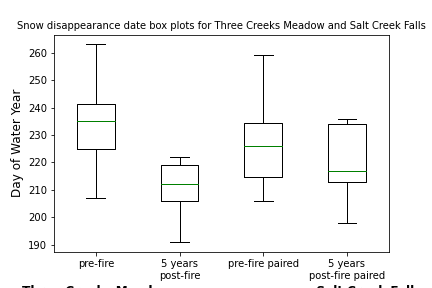 Snow disappearance date box plots for Three Creeks Meadow and Salt Creek Falls
Day of Water Year
260
250
240
230
220
210
200
190
pre-fire
5 years
post-fire
pre-fire paired
5 years
post-fire paired